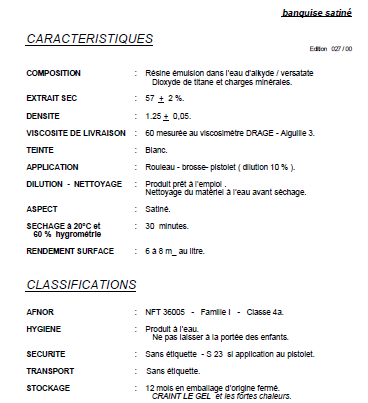 banquise satiné
CARACTERISTIQUES
Edition 027 / 00
COMPOSITION : Résine émulsion dans l'eau d'alkyde / versatate
Dioxyde de titane et charges minérales.
EXTRAIT SEC : 57 ± 2 %.
DENSITE : 1.25 ± 0,05.
VISCOSITE DE LIVRAISON : 60 mesurée au viscosimètre DRAGE - Aiguille 3.
TEINTE : Blanc.
APPLICATION : Rouleau - brosse- pistolet ( dilution 10 % ).
DILUTION - NETTOYAGE : Produit prêt à l'emploi .
Nettoyage du matériel à l'eau avant séchage.
ASPECT : Satiné.
SECHAGE à 20°C et : 30 minutes.
60 % hygrométrie
RENDEMENT SURFACE : 6 à 8 m_ au litre.
CLASSIFICATIONS
AFNOR : NFT 36005 - Famille I - Classe 4a.
HYGIENE : Produit à l'eau.
Ne pas laisser à la portée des enfants.
SECURITE : Sans étiquette - S 23 si application au pistolet.
TRANSPORT : Sans étiquette.
STOCKAGE : 12 mois en emballage d'origine fermé.
CRAINT LE GEL et les fortes chaleurs.